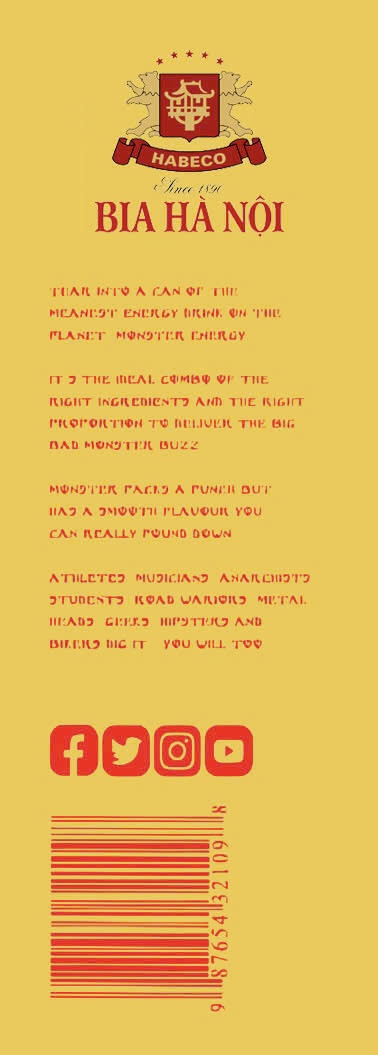 HABECO
Since 1890
BIA HÀ NỘI
TEAR INTO A CAN OF THE
MEANEST ENERGY DRINK ON THE
PLANET MONSTER ENERGY
IT S THE IDEAL COMBO OF THE
RIGHT INGREDIENTS AND THE RIGHT
PROPORTION TO DELIVER THE BIG
BAD MONSTER BUZZ
MONSTER PACKS A PUNCH BUT
HAS A SMOOTH FLAVOUR YOU
CAN REALLY POUND DOWN
ATHLETES MUSICIANS ANARCHISTS
STUDENTS ROAD WARIORS METAL
HEADS GEEKS HIPSTERS AND
BIKERS DIG IT YOU WILL TOO
9 87654 32109 8